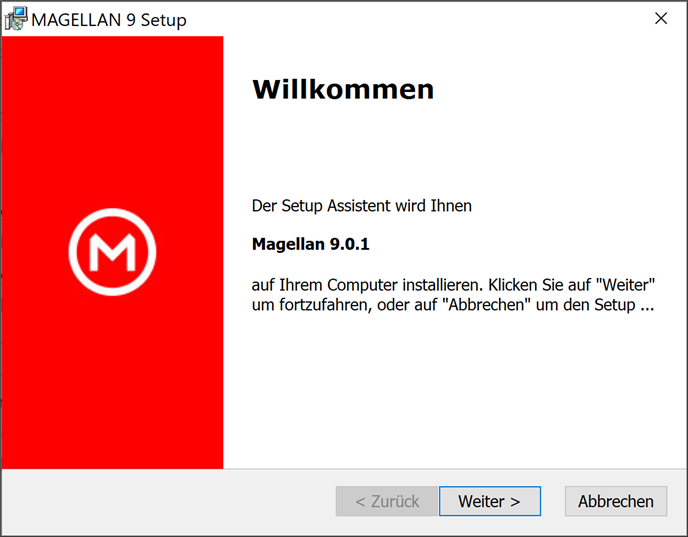 MAGELLAN 9 Setup
Willkommen
Der Setup Assistent wird Ihnen
Magellan 9.0.1
auf Ihrem Computer installieren. Klicken Sie auf "Weiter"
um fortzufahren, oder auf "Abbrechen" um den Setup ...
M
< Zurück
Weiter >
Abbrechen